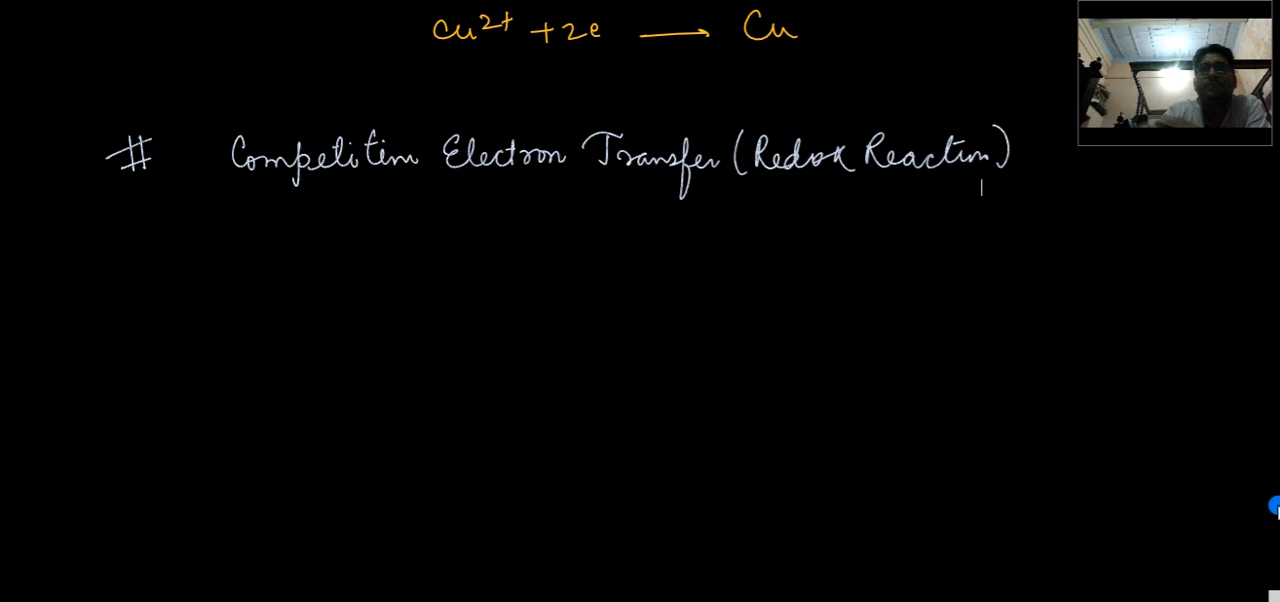 Cu²⁺ + 2e ⟶ Cu
# Competition Electron Transfer (Redox Reaction)